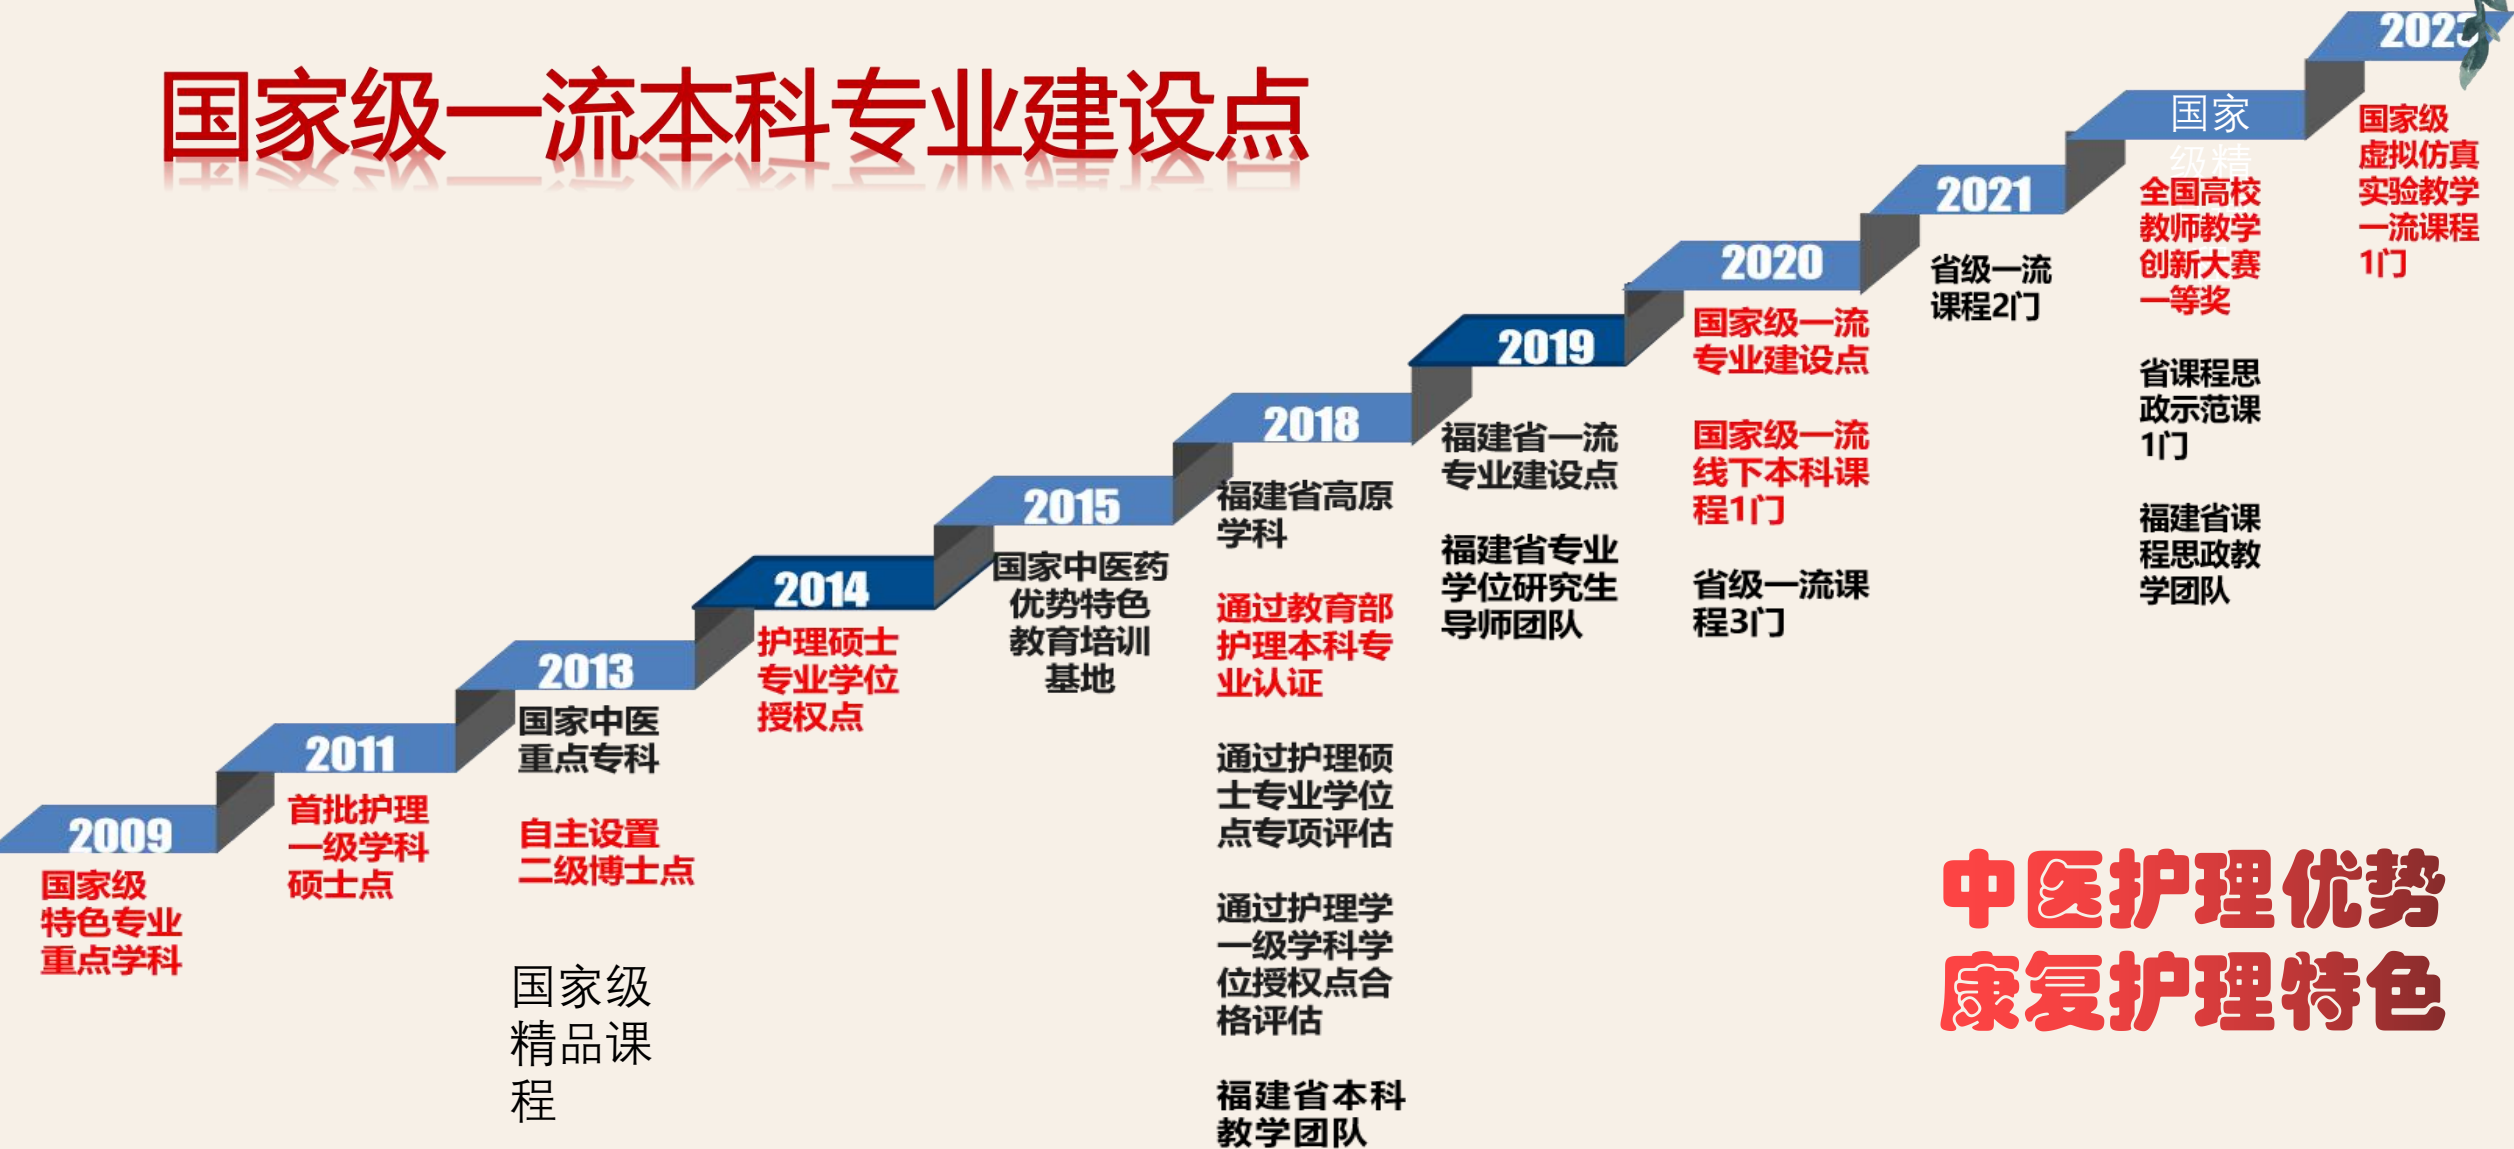 国家级一流本科专业建设点
2009
国家级
特色专业
重点学科
2011
首批护理
一级学科
硕士点
2013
国家中医
重点专科
自主设置
二级博士点
国家级
精品课
程
2014
护理硕士
专业学位
授权点
2015
国家中医药
优势特色
教育培训
基地
2018
福建省高原
学科
通过教育部
护理本科专
业认证
通过护理硕
士专业学位
点专项评估
通过护理学
一级学科学
位授权点合
格评估
福建省本科
教学团队
2019
福建省一流
专业建设点
福建省专业
学位研究生
导师团队
2020
国家级一流
专业建设点
国家级一流
线下本科课
程1门
省级一流课
程3门
2021
省级一流
课程2门
国家
级精
全国高校
教师教学
创新大赛
一等奖
省课程思
政示范课
1门
福建省课
程思政教
学团队
2023
国家级
虚拟仿真
实验教学
一流课程
1门
中医护理优势
康复护理特色